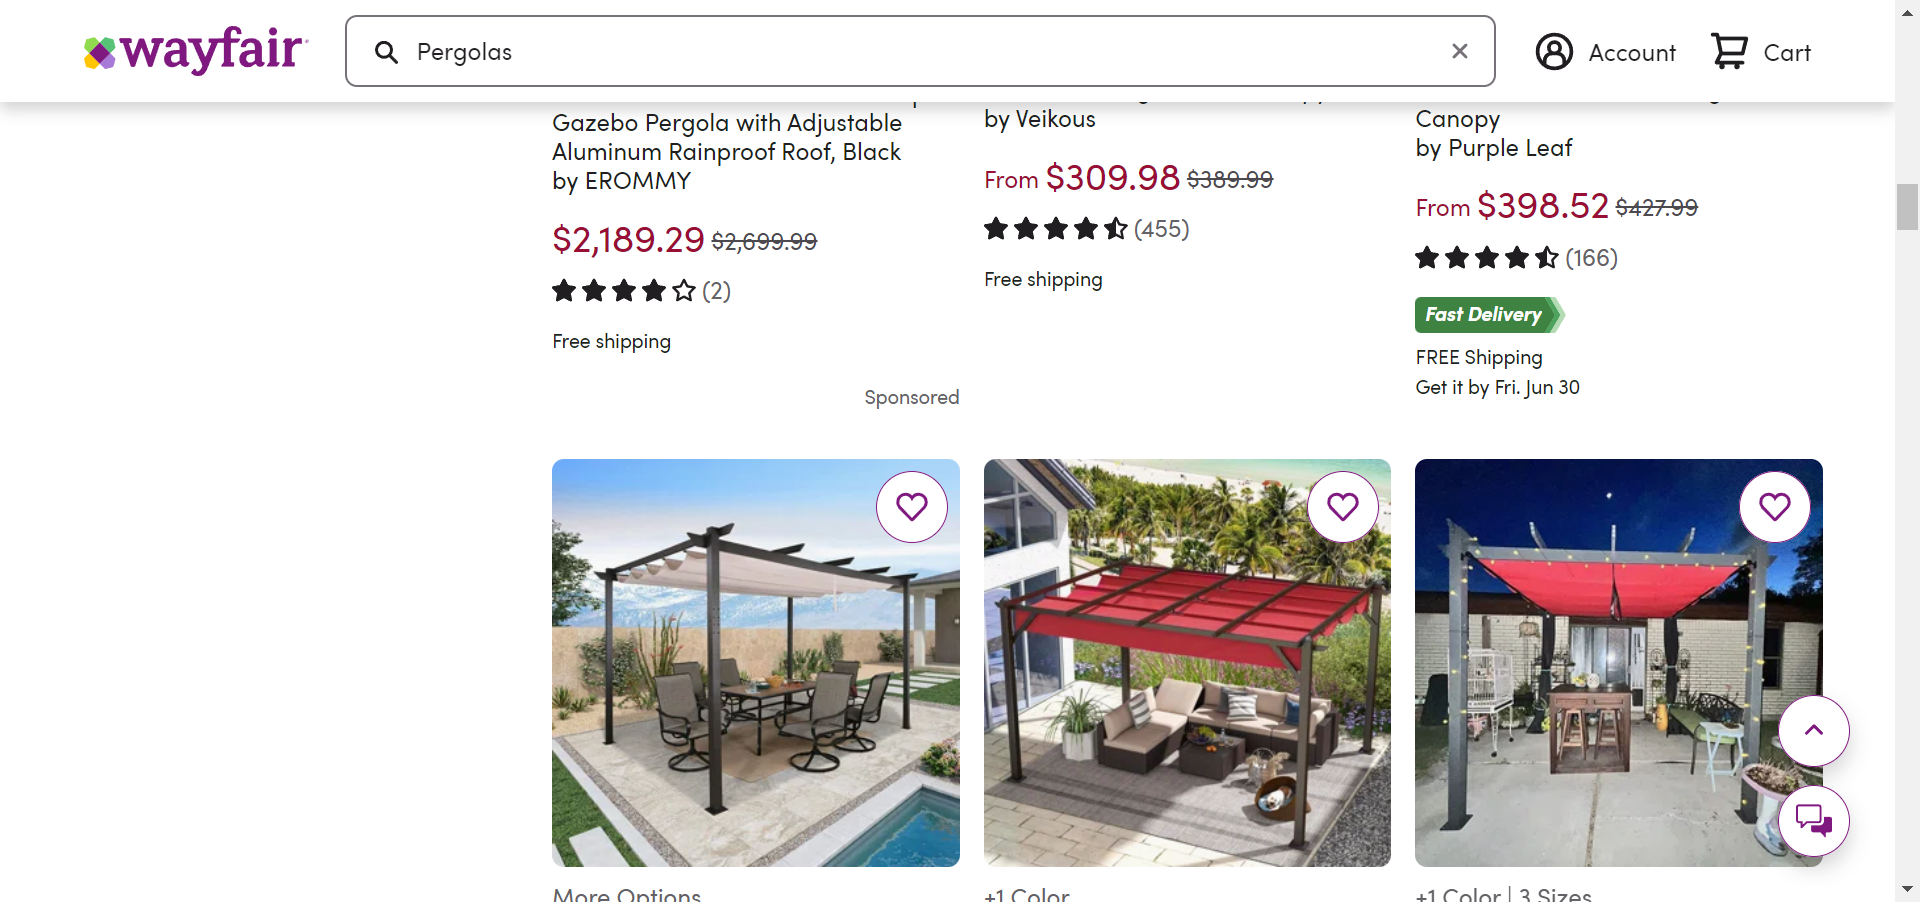 wayfair
Pergolas
Account
Cart
Gazebo Pergola with Adjustable
Aluminum Rainproof Roof, Black
by EROMMY
$2,189.29 $2,699.99
(2)
Free shipping
Sponsored
by Veikous
From $309.98 $389.99
(455)
Free shipping
Canopy
by Purple Leaf
From $398.52 $427.99
(166)
Fast Delivery
FREE Shipping
Get it by Fri. Jun 30
More Options
+1 Color
+1 Color | 3 Sizes